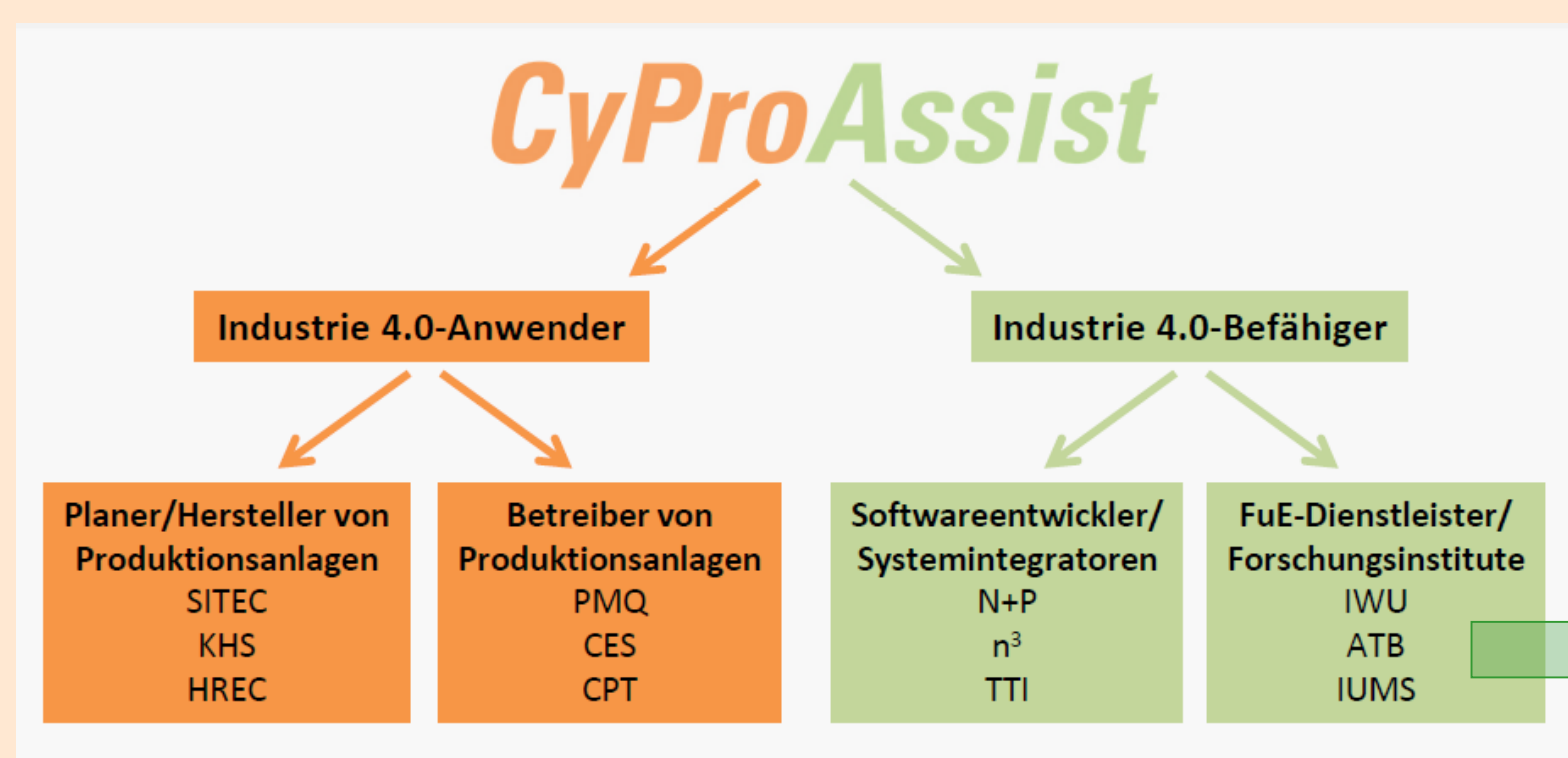 CyProAssist
Industrie 4.0-Anwender
Industrie 4.0-Befähiger
Planer/Hersteller von
Produktionsanlagen
SITEC
KHS
HREC
Betreiber von
Produktionsanlagen
PMQ
CES
CPT
Softwareentwickler/
Systemintegratoren
N+P
n³
TTI
FuE-Dienstleister/
Forschungsinstitute
IWU
ATB
IUMS